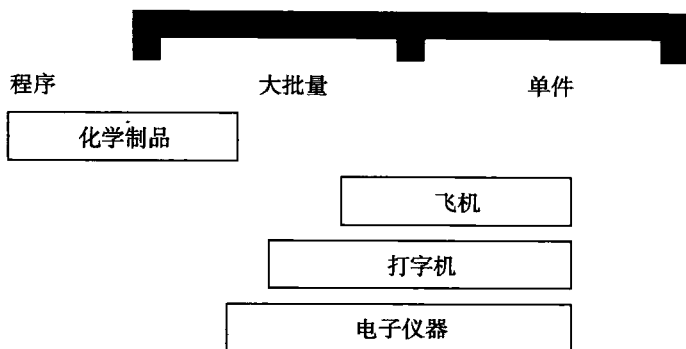 程序 大批量 单件
化学制品
飞机
打字机
电子仪器